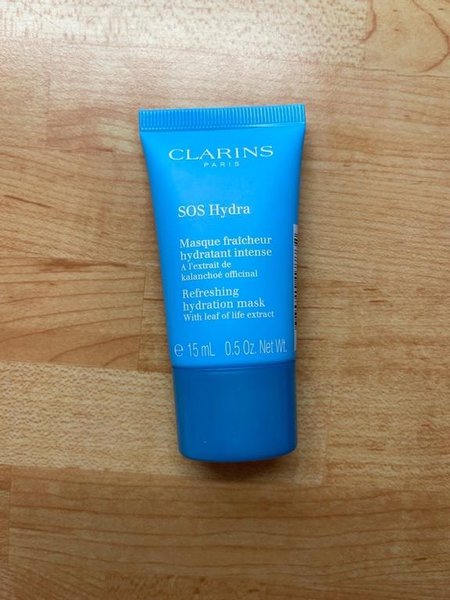 CLARINS
PARIS
SOS Hydra
Masque fraîcheur
hydratant intense
A l'extrait de
kalanchoé officinal
Refreshing
hydration mask
With leaf of life extract
e 15 mL 0.5 Oz. Net Wt.